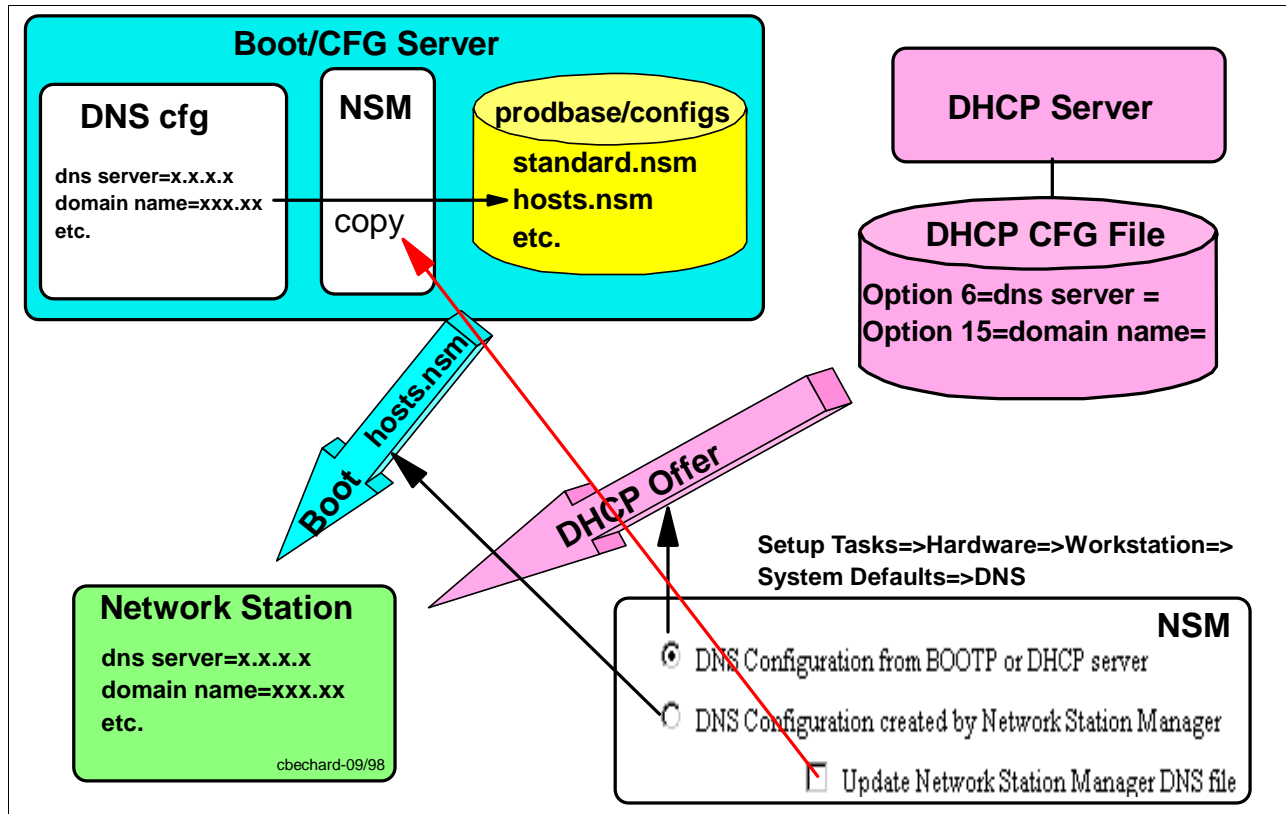 Boot/CFG Server
DNS cfg
dns server=x.x.x.x
domain name=xxx.xx
etc.
NSM
copy
prodbase/configs
standard.nsm
hosts.nsm
etc.
DHCP Server
DHCP CFG File
Option 6=dns server =
Option 15=domain name=
Boot hosts.nsm
DHCP Offer
Setup Tasks=>Hardware=>Workstation=>
System Defaults=>DNS
Network Station
dns server=x.x.x.x
domain name=xxx.xx
etc.
cbechard-09/98
NSM
DNS Configuration from BOOTP or DHCP server
DNS Configuration created by Network Station Manager
Update Network Station Manager DNS file